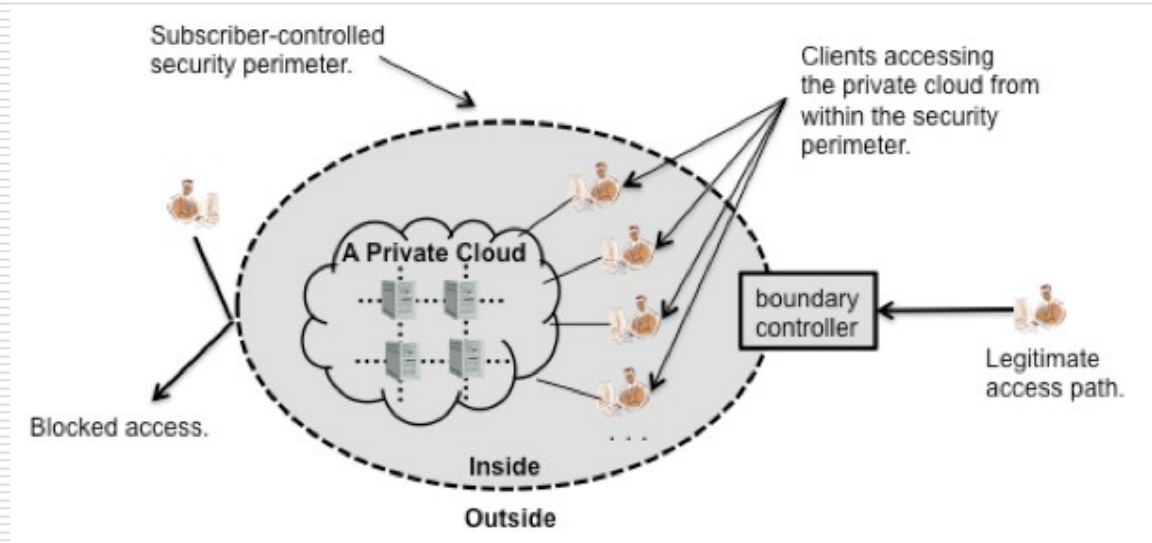 Subscriber-controlled
security perimeter.
Clients accessing
the private cloud from
within the security
perimeter.
A Private Cloud
boundary
controller
Legitimate
access path.
Blocked access.
. . .
Inside
Outside